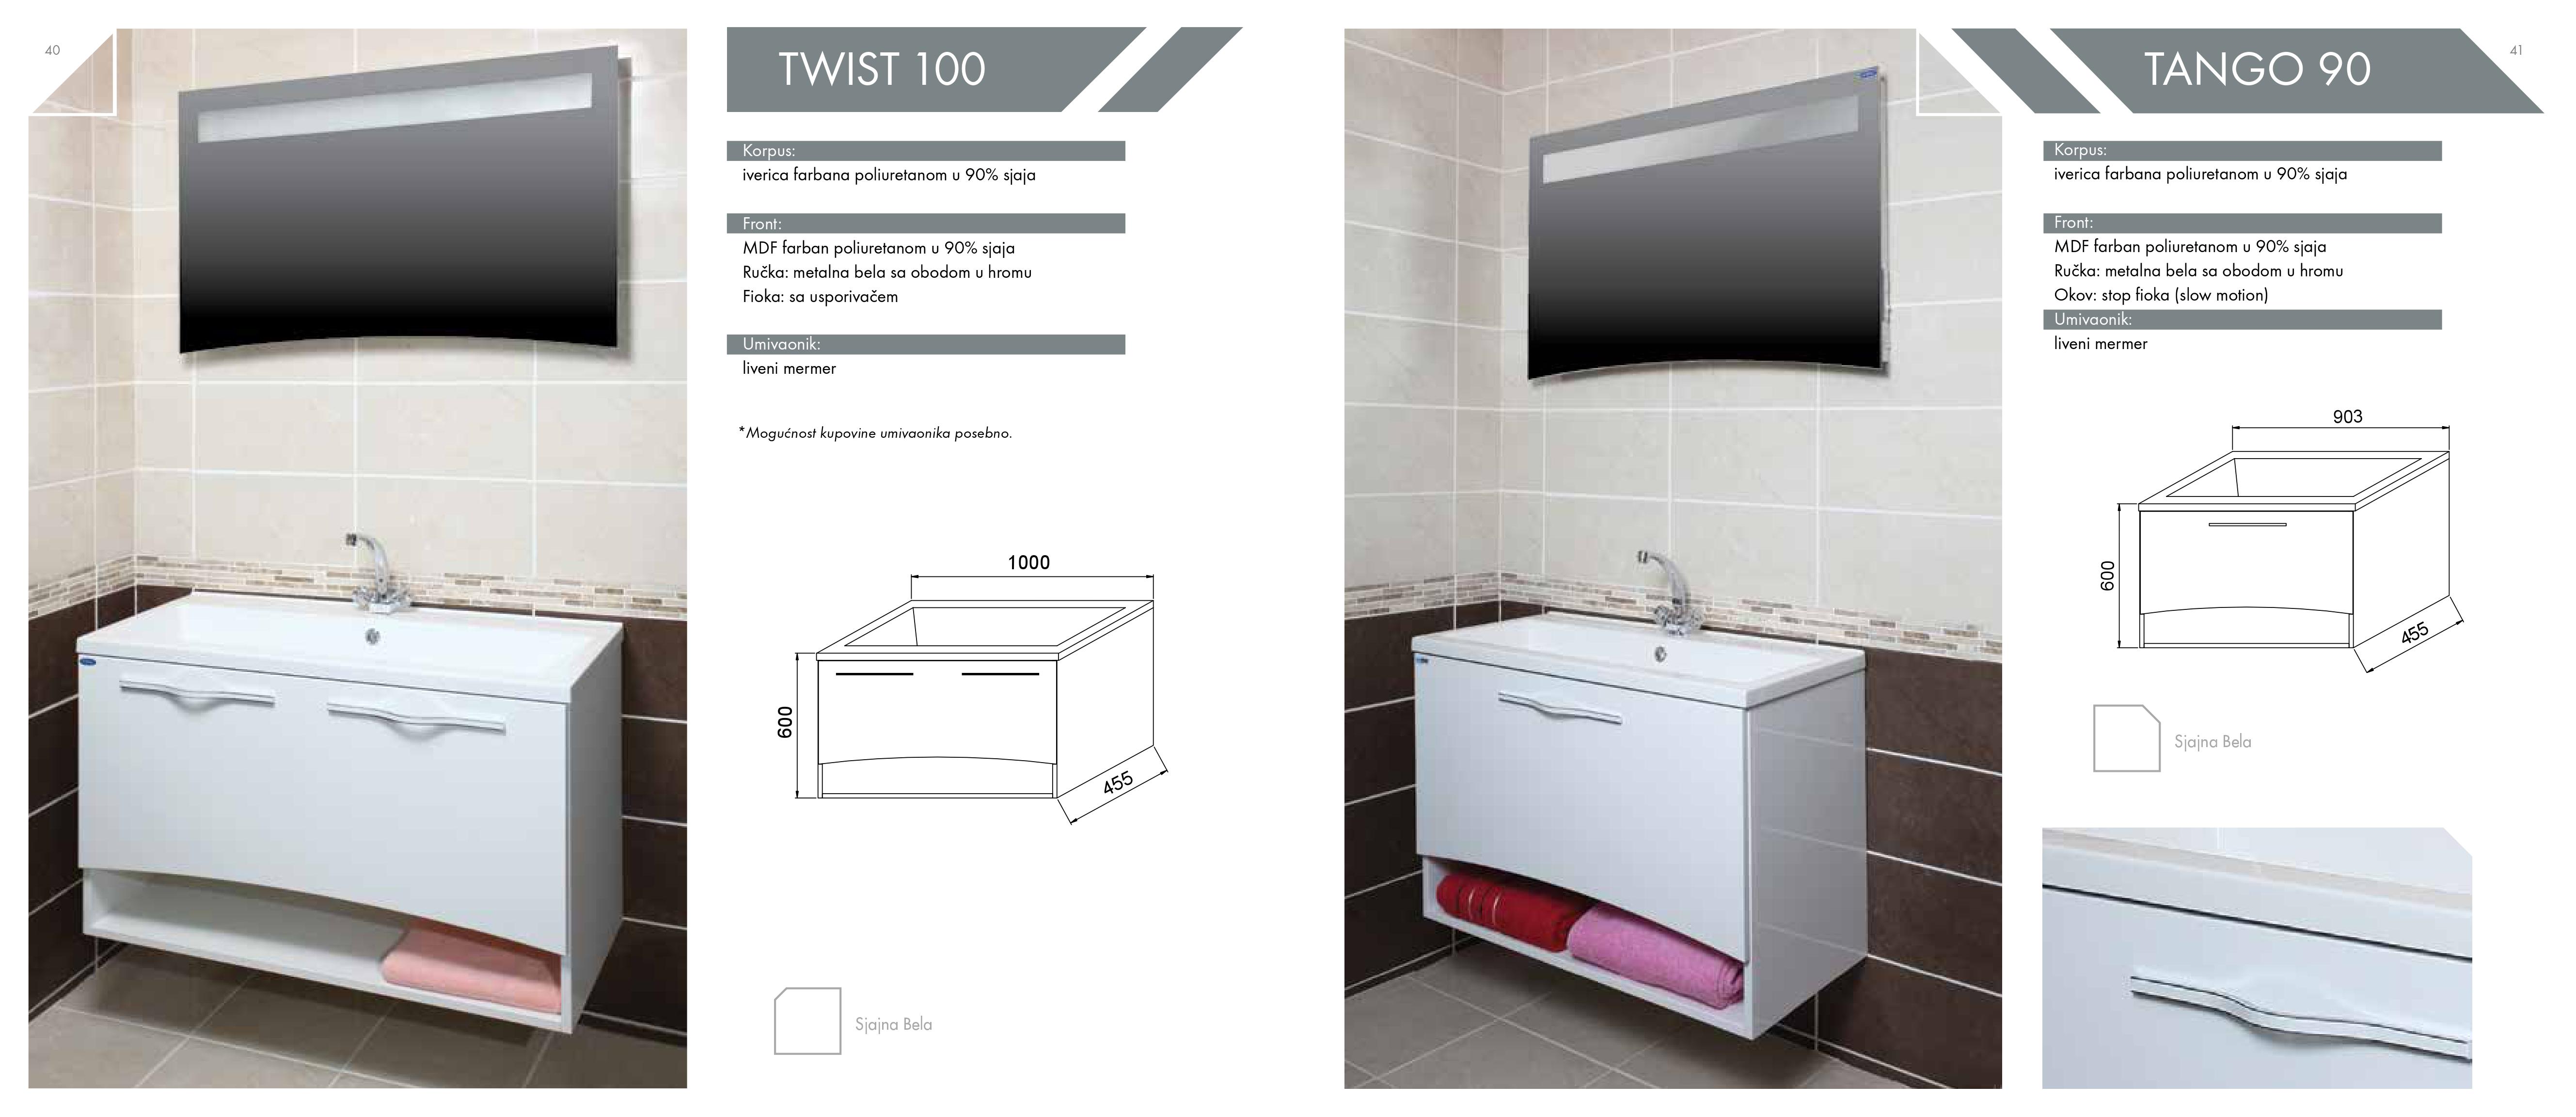 40
TWIST 100
Korpus:
iverica farbana poliuretanom u 90% sjaja
Front:
MDF farban poliuretanom u 90% sjaja
Ručka: metalna bela sa obodom u hromu
Fioka: sa usporivačem
Umivaonik:
liveni mermer
*Mogućnost kupovine umivaonika posebno.
1000
600
455
Sjajna Bela
TANGO 90
41
Korpus:
iverica farbana poliuretanom u 90% sjaja
Front:
MDF farban poliuretanom u 90% sjaja
Ručka: metalna bela sa obodom u hromu
Okov: stop fioka (slow motion)
Umivaonik:
liveni mermer
903
600
455
Sjajna Bela